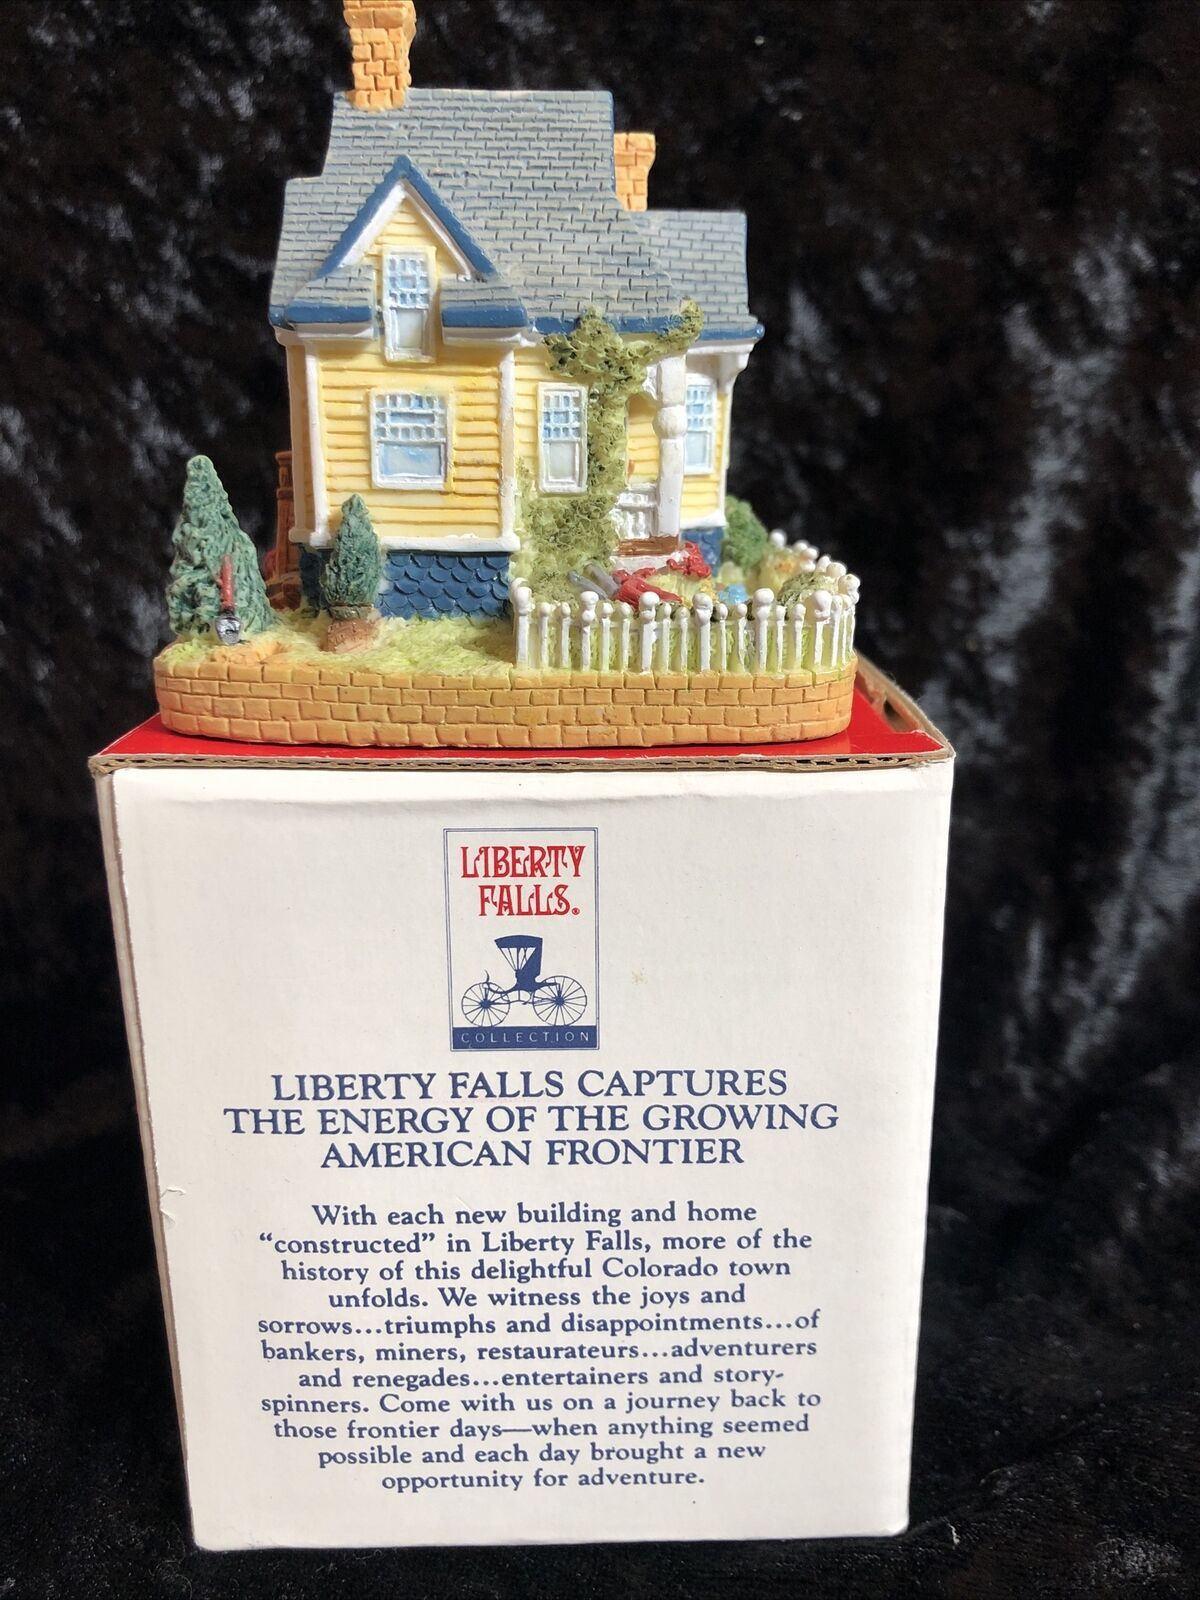 LIBERTY
FALLS®
COLLECTION
LIBERTY FALLS CAPTURES
THE ENERGY OF THE GROWING
AMERICAN FRONTIER
With each new building and home
“constructed” in Liberty Falls, more of the
history of this delightful Colorado town
unfolds. We witness the joys and
sorrows...triumphs and disappointments...of
bankers, miners, restaurateurs...adventurers
and renegades...entertainers and story-
spinners. Come with us on a journey back to
those frontier days—when anything seemed
possible and each day brought a new
opportunity for adventure.